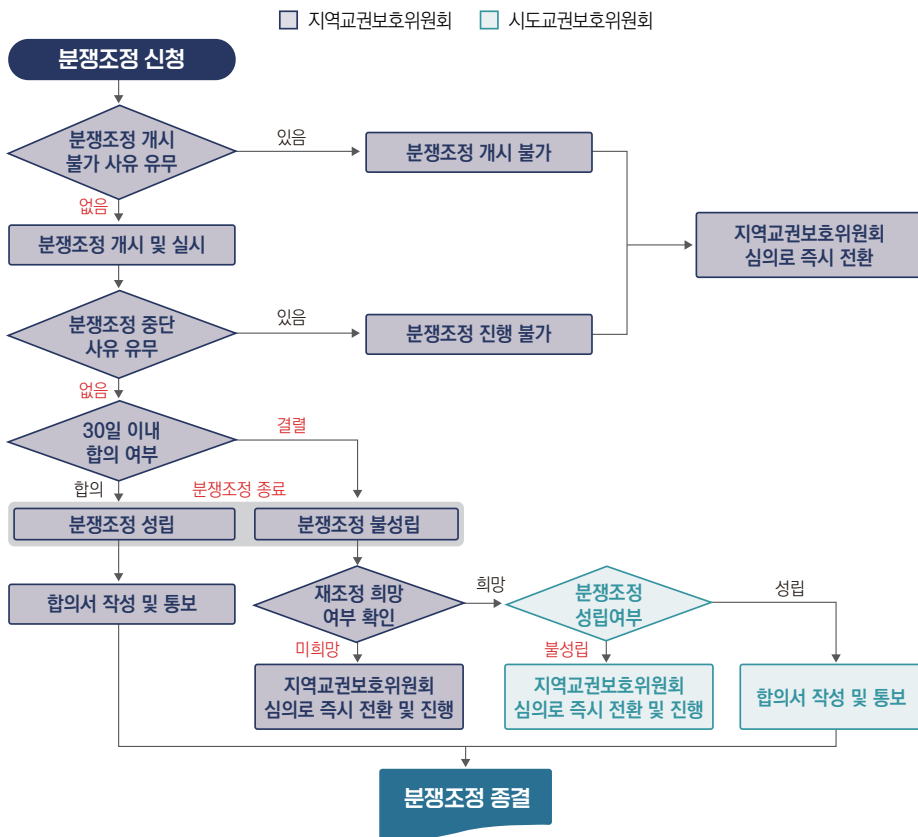 지역교권보호위원회
시도교권보호위원회
분쟁조정 신청
분쟁조정 개시
불가 사유 유무
있음
분쟁조정 개시 불가
없음
분쟁조정 개시 및 실시
지역교권보호위원회
심의로 즉시 전환
분쟁조정 중단
사유 유무
있음
분쟁조정 진행 불가
없음
30일 이내
합의 여부
결렬
합의
분쟁조정 종료
분쟁조정 성립
분쟁조정 불성립
합의서 작성 및 통보
재조정 희망
여부 확인
희망
분쟁조정
성립여부
성립
미희망
불성립
지역교권보호위원회
심의로 즉시 전환 및 진행
지역교권보호위원회
심의로 즉시 전환 및 진행
합의서 작성 및 통보
분쟁조정 종결